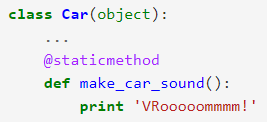 class Car(object):
    ...
    @staticmethod
    def make_car_sound():
        print 'VRooooommmm!'